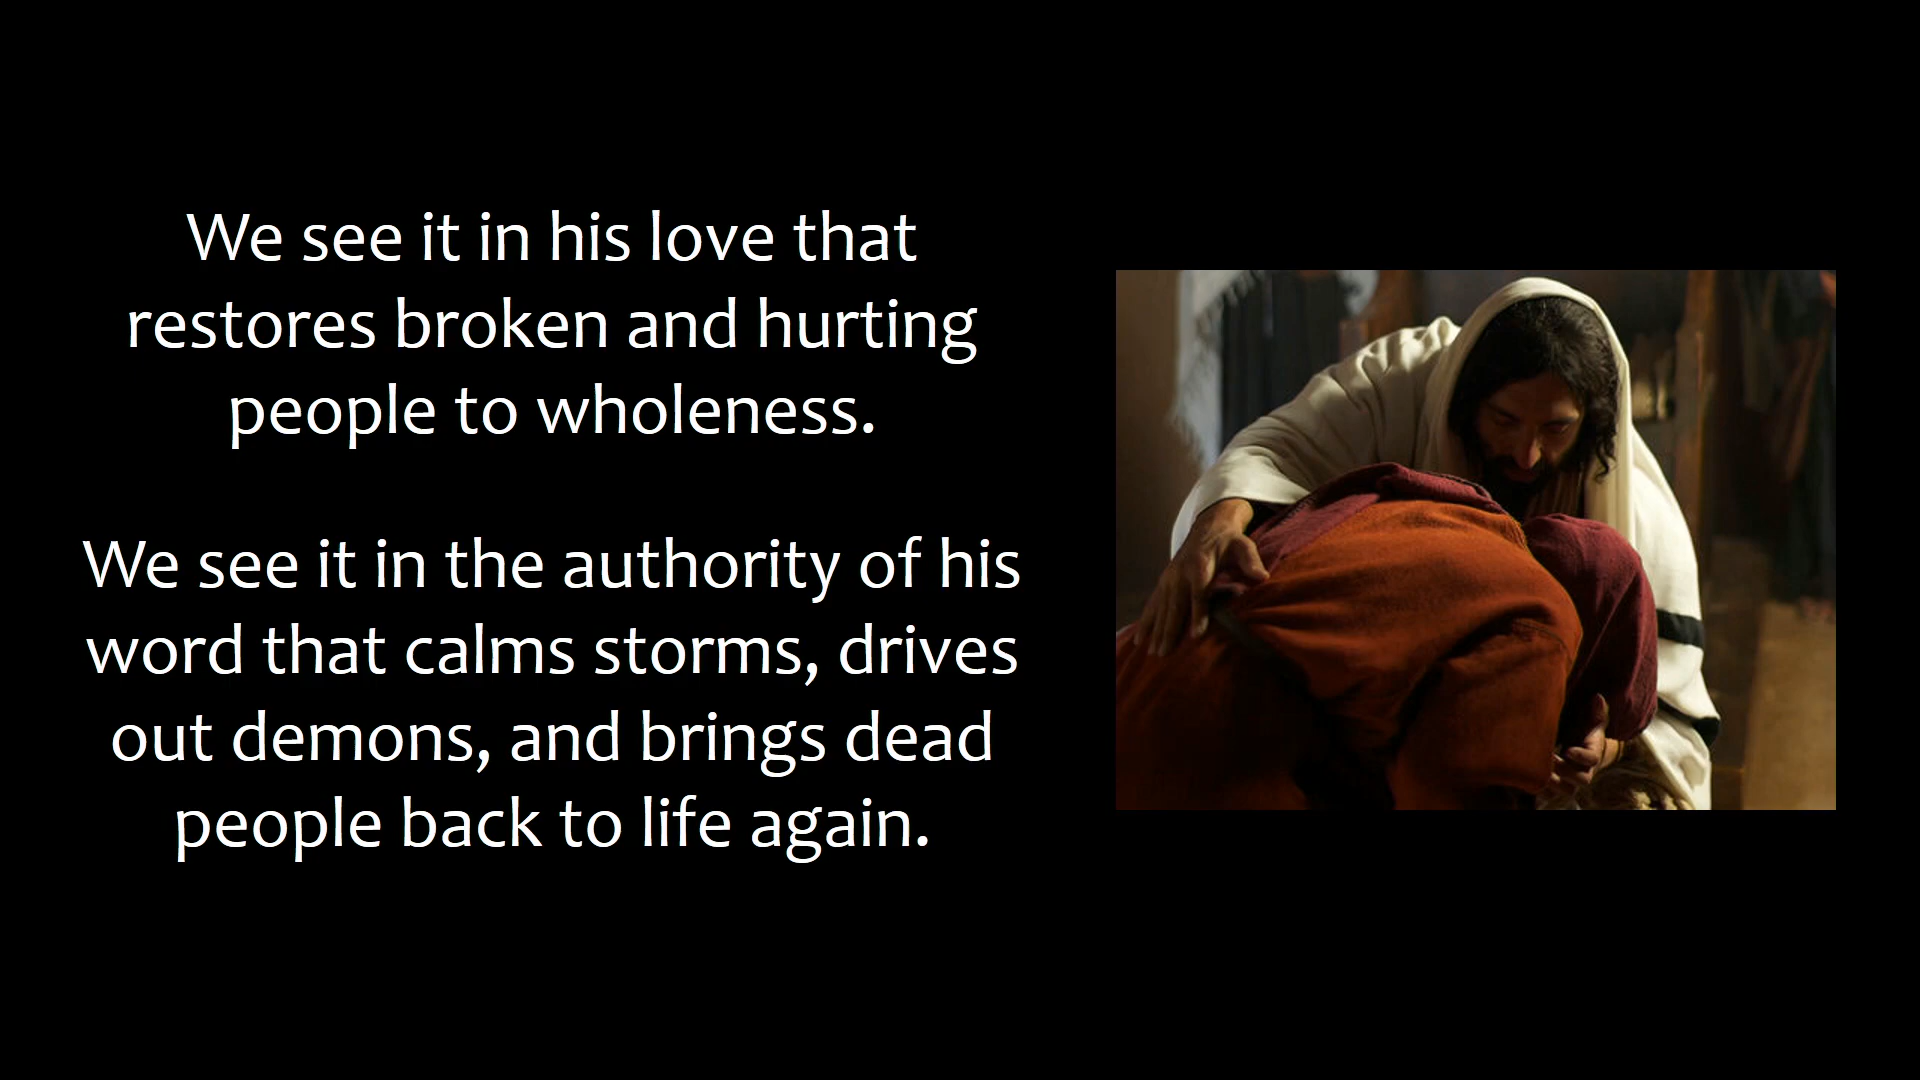 We see it in his love that
restores broken and hurting
people to wholeness.
We see it in the authority of his
word that calms storms, drives
out demons, and brings dead
people back to life again.